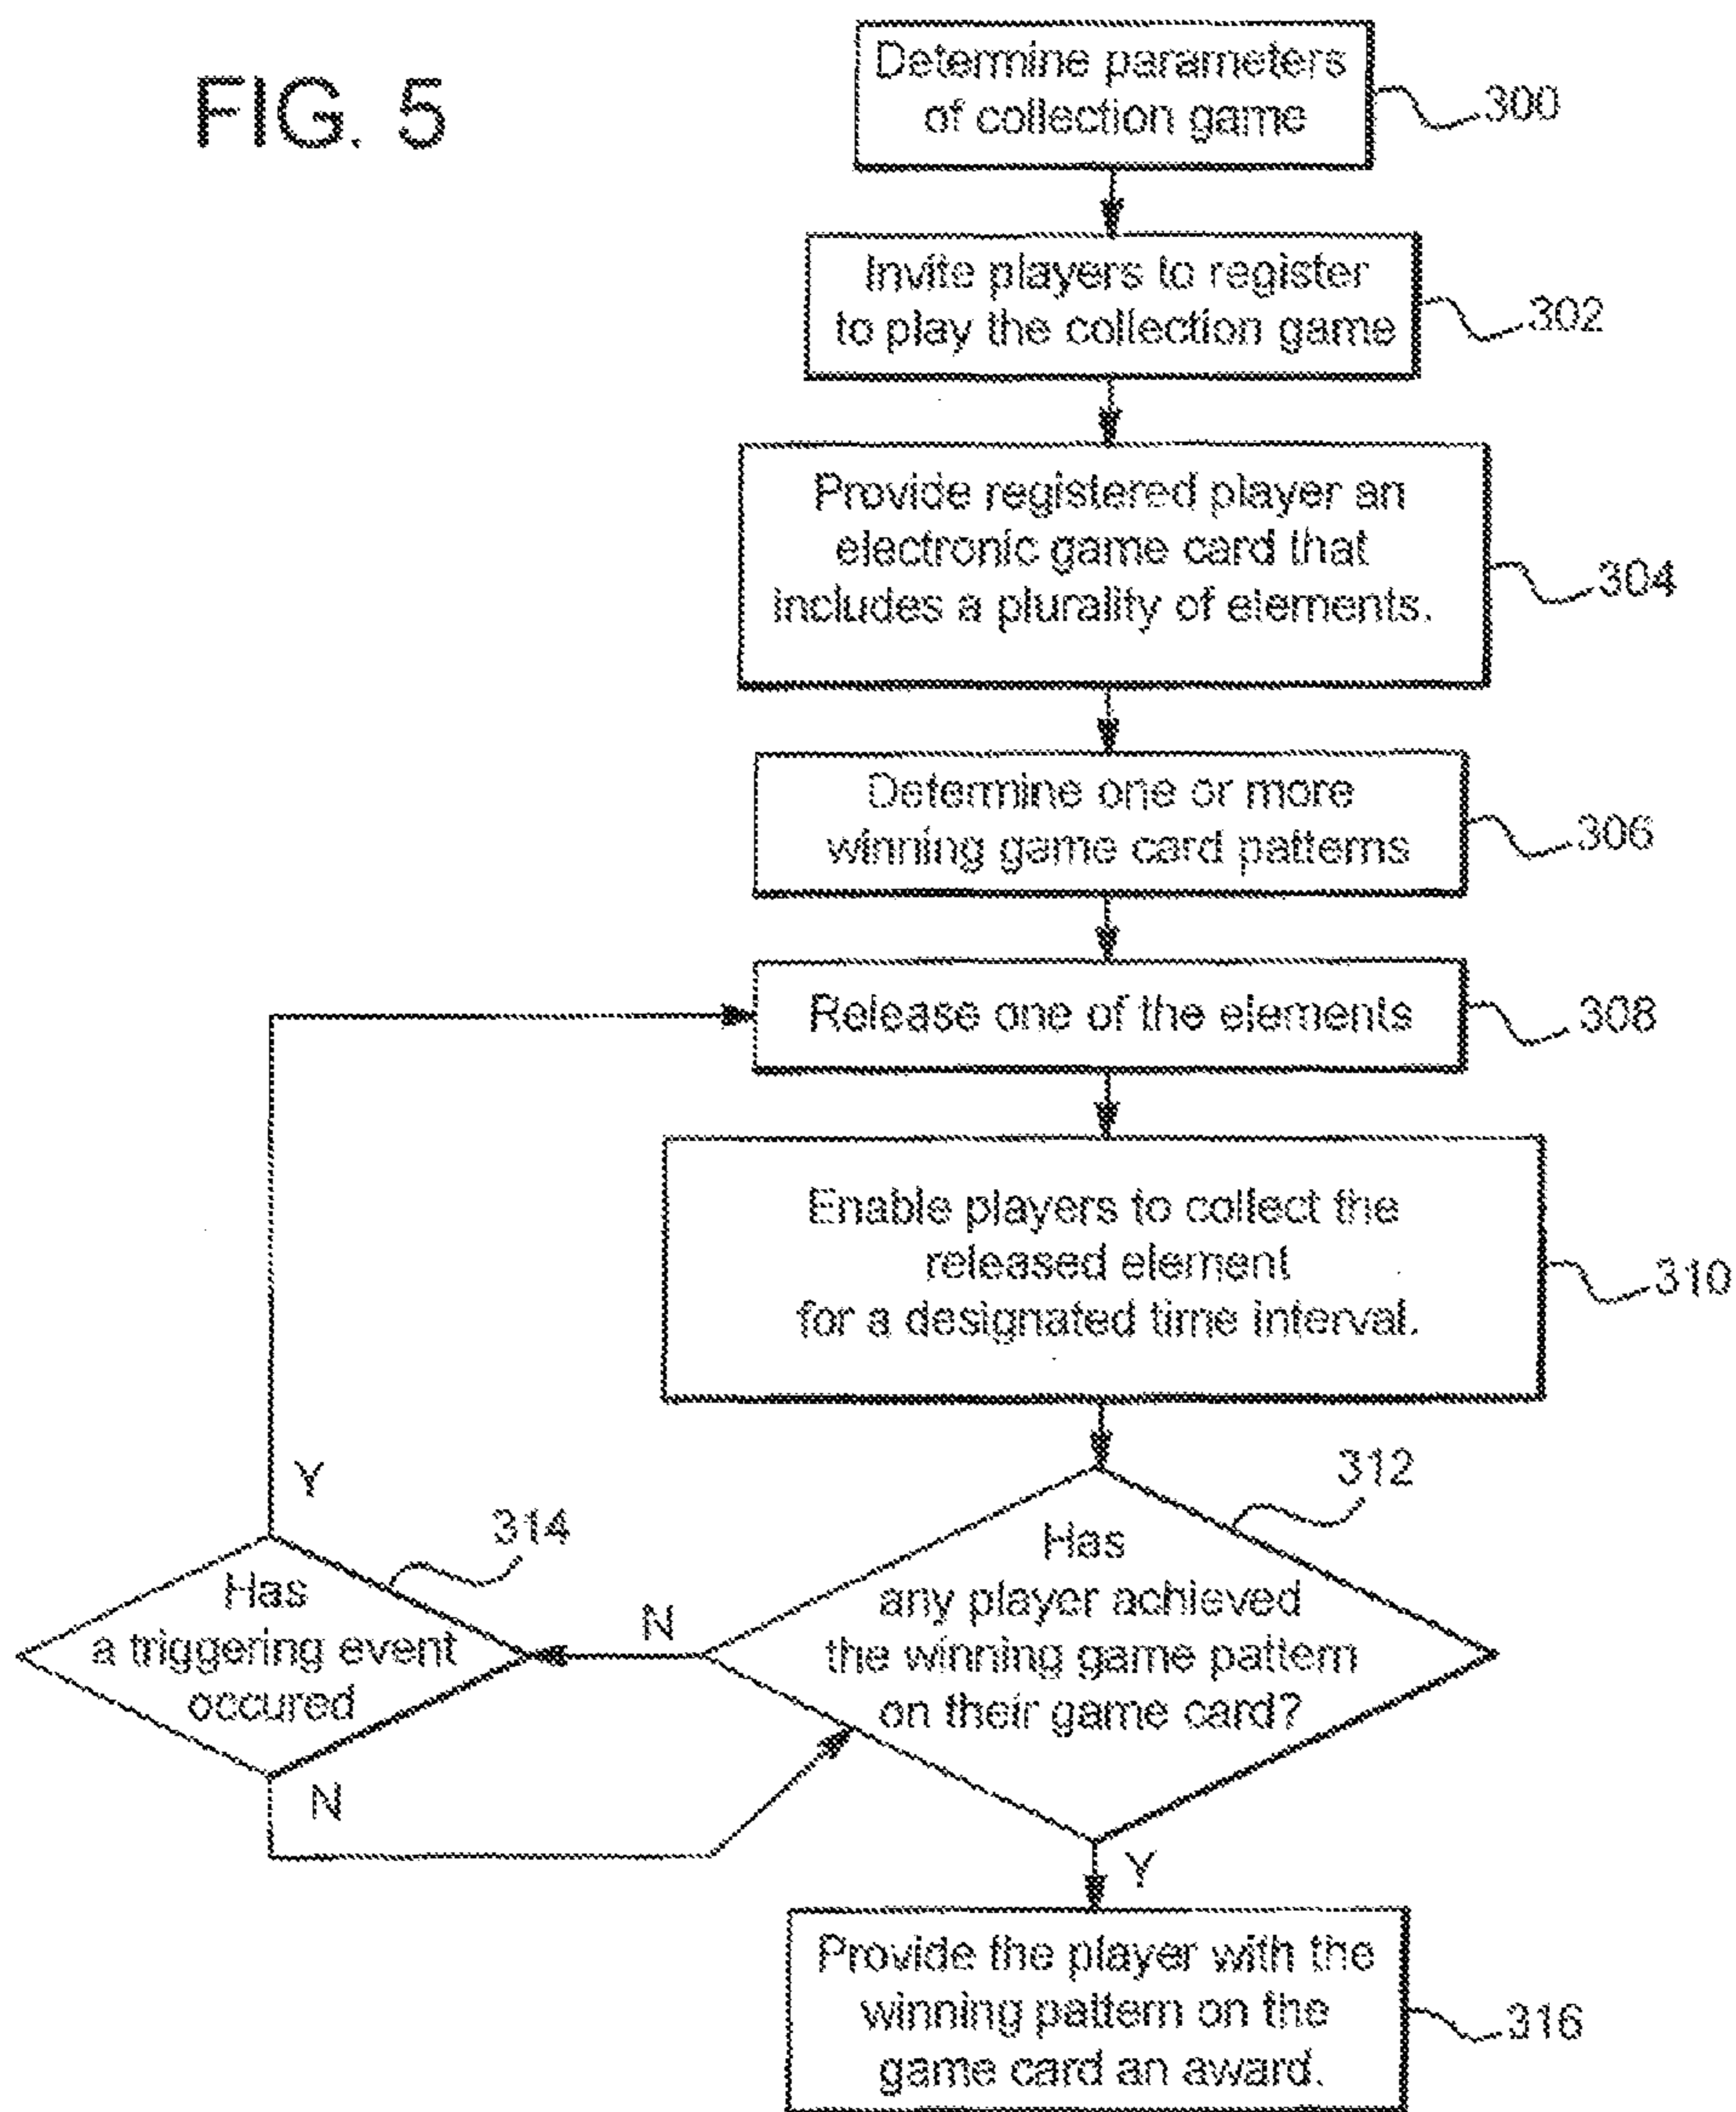 FIG. 5
Determine parameters
of collection game
300
Invite players to register
to play the collection game
302
Provide registered player an
electronic game card that
includes a plurality of elements.
304
Determine one or more
winning game card patterns
306
Release one of the elements
308
Enable players to collect the
released element
for a designated time interval.
310
312
Has
any player achieved
the winning game pattern
on their game card?
N
Y
314
Has
a triggering event
occured
Y
N
Provide the player with the
winning pattern on the
game card an award.
316